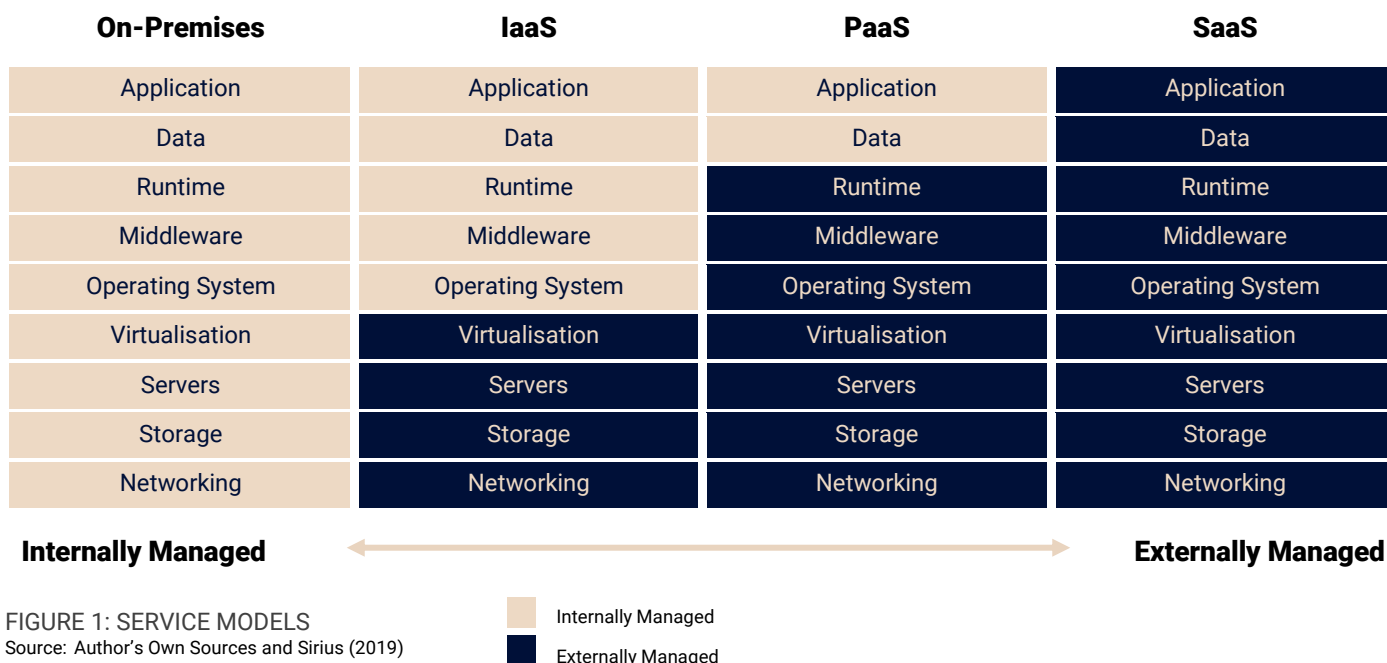 On-Premises IaaS PaaS SaaS
Application Application Application Application
Data Data Data Data
Runtime Runtime Runtime Runtime
Middleware Middleware Middleware Middleware
Operating System Operating System Operating System Operating System
Virtualisation Virtualisation Virtualisation Virtualisation
Servers Servers Servers Servers
Storage Storage Storage Storage
Networking Networking Networking Networking
Internally Managed Externally Managed
FIGURE 1: SERVICE MODELS
Source: Author's Own Sources and Sirius (2019)
Internally Managed
Externally Managed